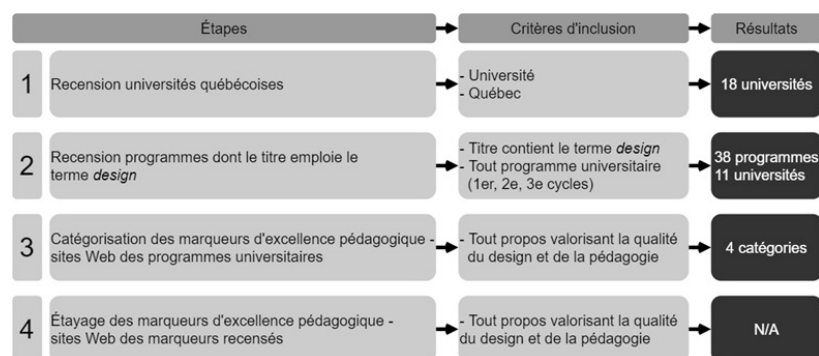 Étapes
Critères d'inclusion
Résultats
1
Recension universités québécoises
- Université
- Québec
18 universités
2
Recension programmes dont le titre emploie le
terme design
- Titre contient le terme design
- Tout programme universitaire
(1er, 2e, 3e cycles)
38 programmes
11 universités
3
Catégorisation des marqueurs d'excellence pédagogique -
sites Web des programmes universitaires
- Tout propos valorisant la qualité
du design et de la pédagogie
4 catégories
4
Étayage des marqueurs d'excellence pédagogique -
sites Web des marqueurs recensés
- Tout propos valorisant la qualité
du design et de la pédagogie
N/A